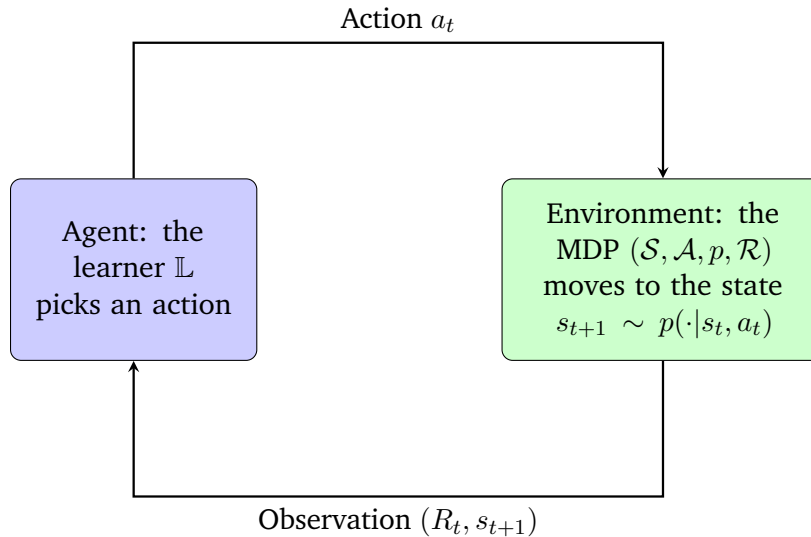 Action $a_t$
Agent: the
learner $\mathbb{L}$
picks an action
Environment: the
MDP $(\mathcal{S}, \mathcal{A}, p, \mathcal{R})$
moves to the state
$s_{t+1} \sim p(\cdot|s_t, a_t)$
Observation $(R_t, s_{t+1})$